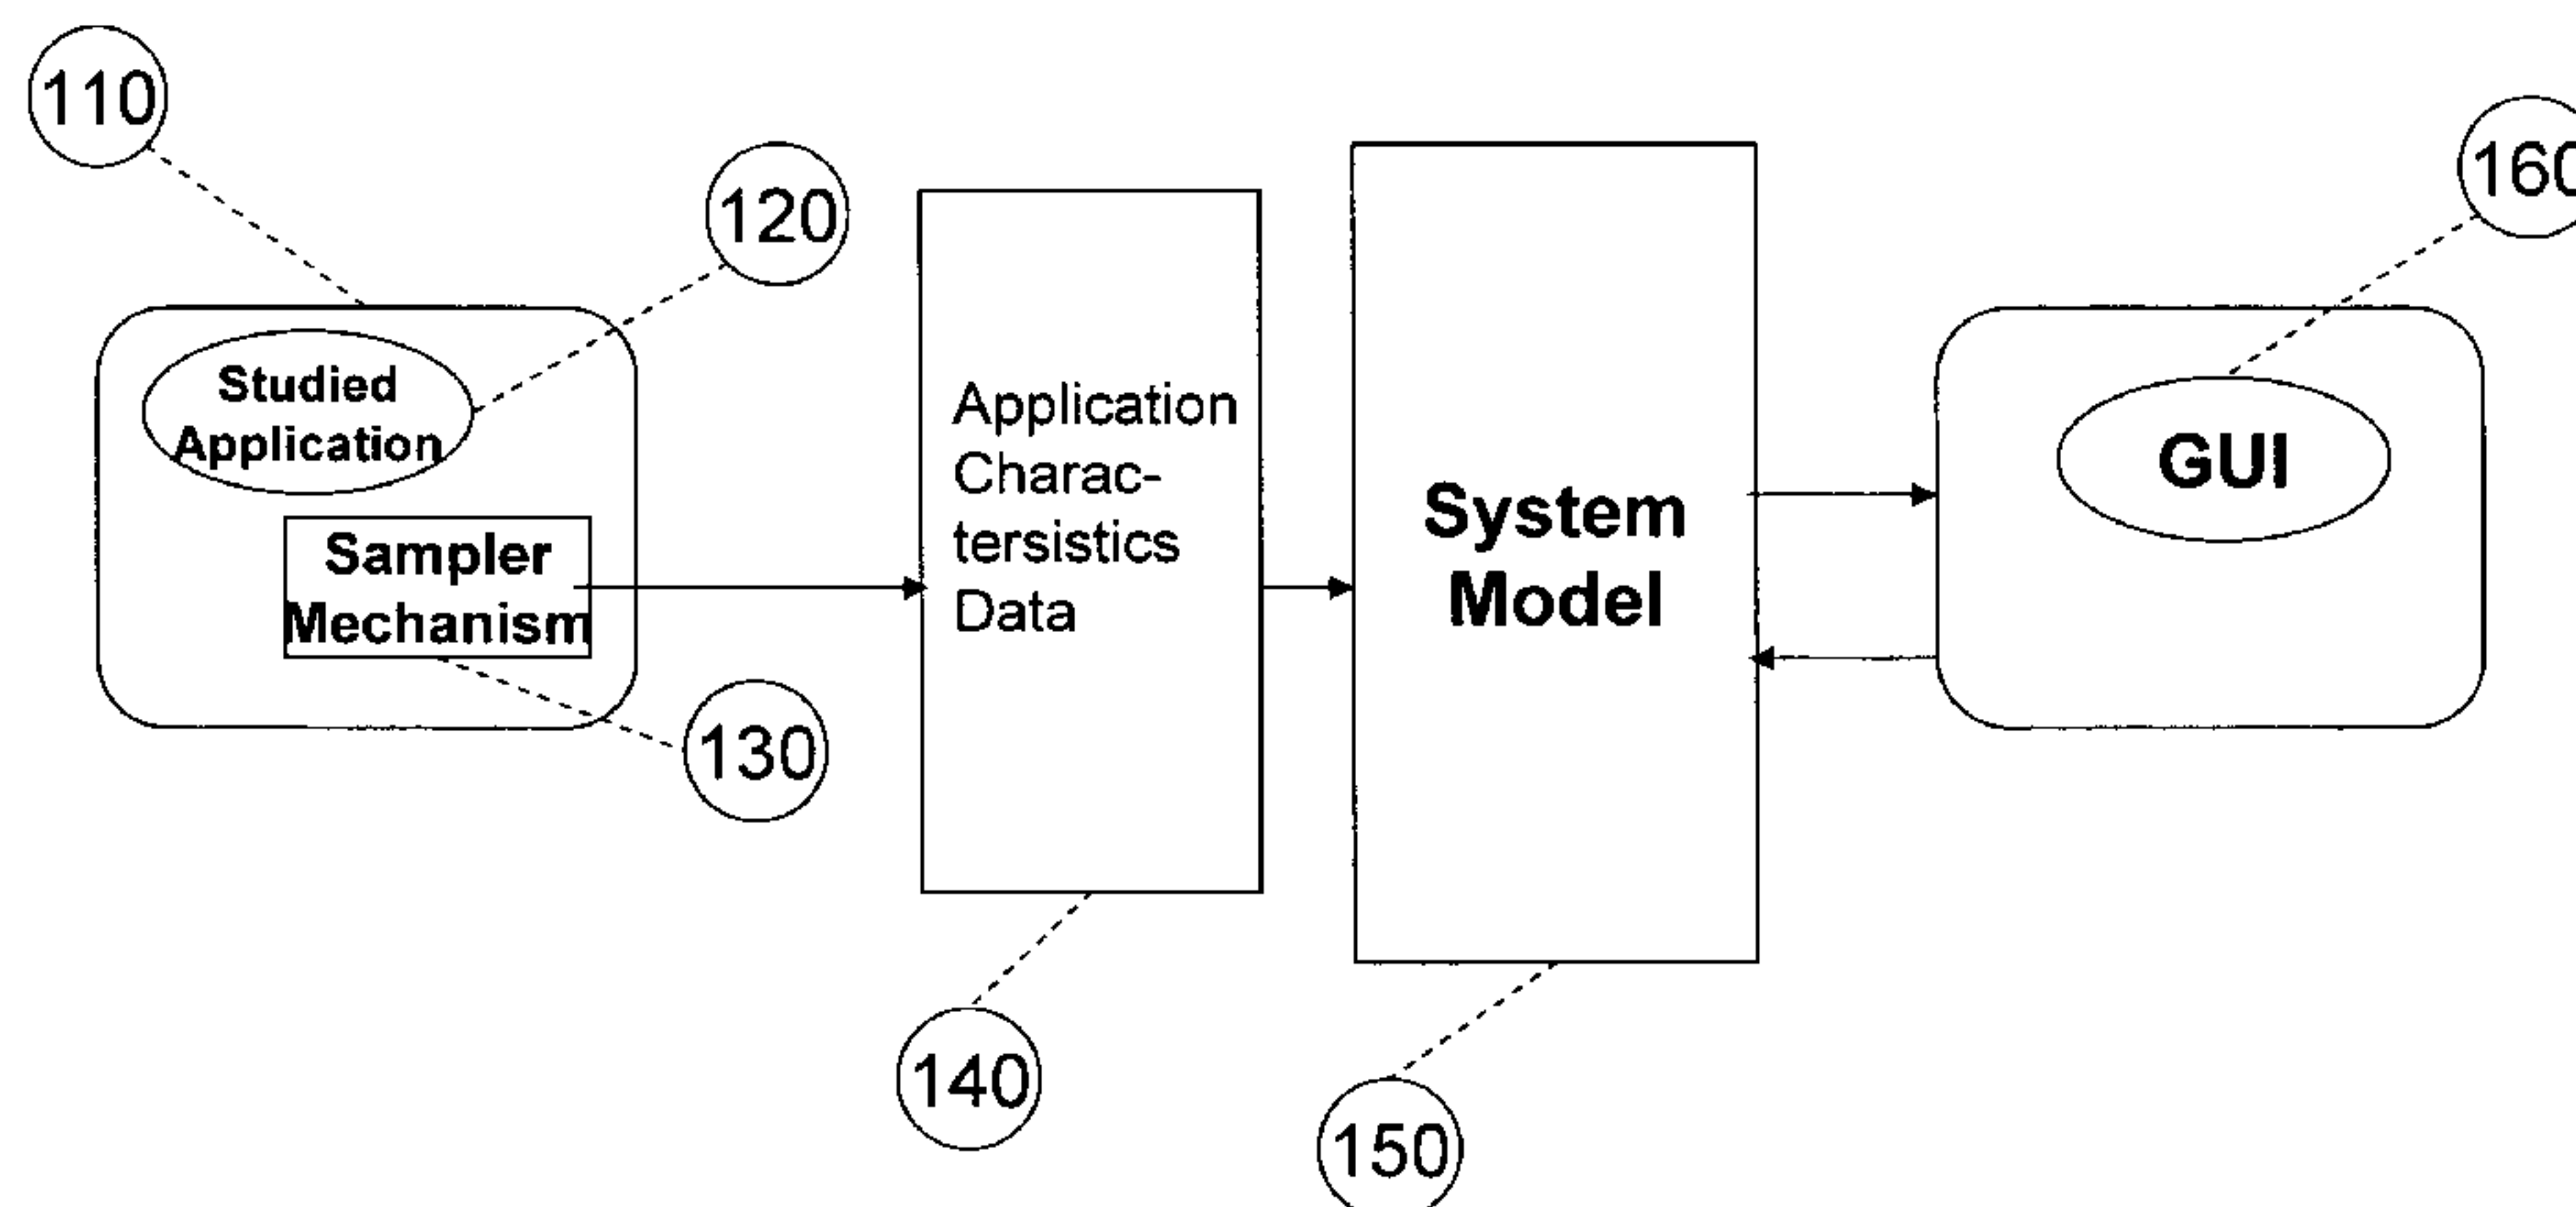 110
120
160
Studied
Application
Sampler
Mechanism
130
Application
Charac-
tersistics
Data
140
System
Model
150
GUI